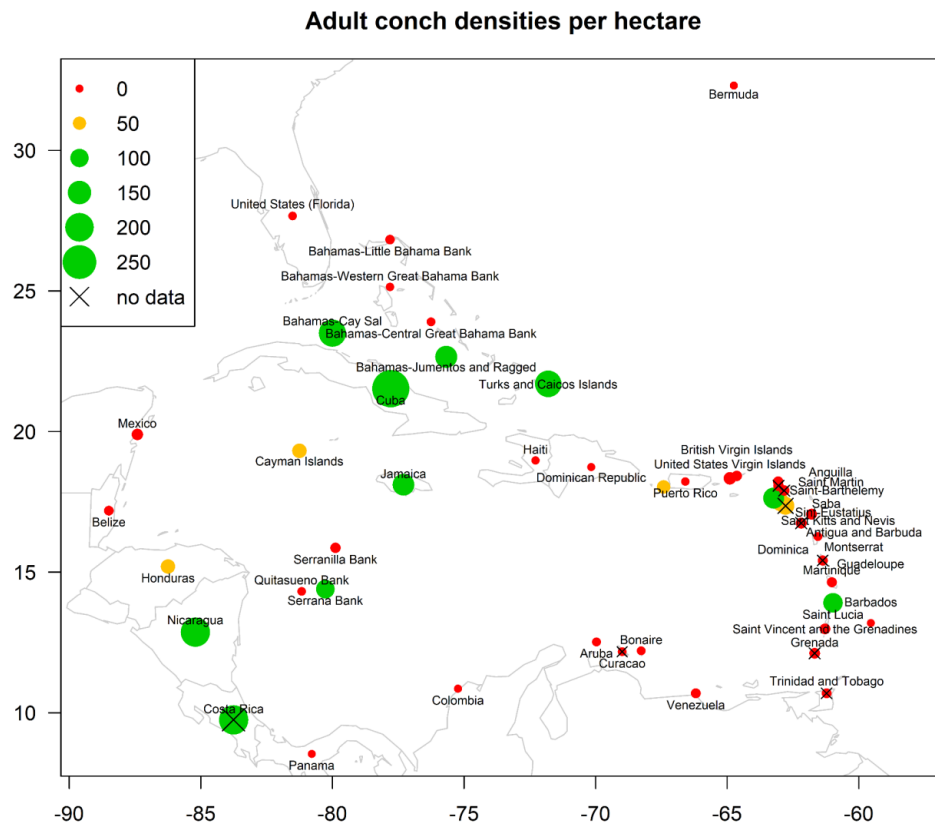 Adult conch densities per hectare
0
50
100
150
200
250
no data
30
25
20
15
10
Bermuda
United States (Florida)
Bahamas-Little Bahama Bank
Bahamas-Western Great Bahama Bank
Bahamas-Cay Sal
Bahamas-Central Great Bahama Bank
Bahamas-Jumentos and Ragged
Turks and Caicos Islands
Cuba
Mexico
Cayman Islands
Haiti
Jamaica
Dominican Republic
British Virgin Islands
United States Virgin Islands
Anguilla
Saint Martin
Saint-Barthelemy
Puerto Rico
Saba
Sint-Eustatius
Saint Kitts and Nevis
Antigua and Barbuda
Belize
Montserrat
Dominica
Guadeloupe
Serranilla Bank
Martinique
Honduras
Quitasueno Bank
Serrana Bank
Barbados
Saint Lucia
Nicaragua
Saint Vincent and the Grenadines
Bonaire
Grenada
Aruba
Curacao
Trinidad and Tobago
Costa Rica
Colombia
Venezuela
Panama
-90
-85
-80
-75
-70
-65
-60